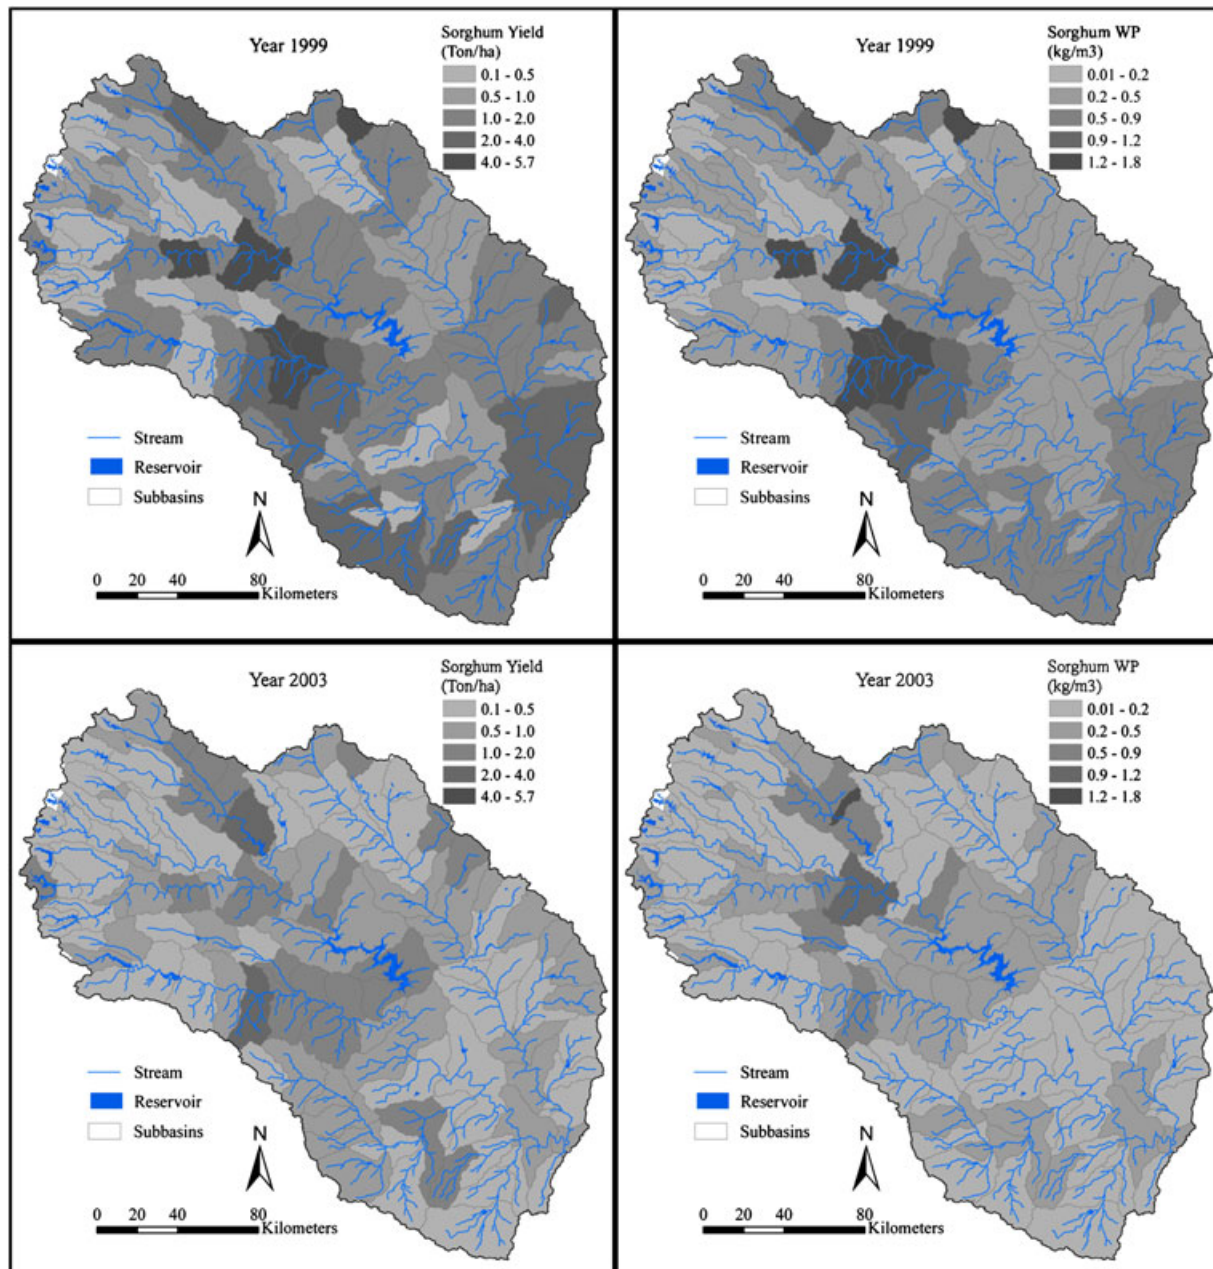 Year 1999
Sorghum Yield
(Ton/ha)
0.1 - 0.5
0.5 - 1.0
1.0 - 2.0
2.0 - 4.0
4.0 - 5.7
Stream
Reservoir
Subbasins
N
0 20 40 80
Kilometers
Year 1999
Sorghum WP
(kg/m3)
0.01 - 0.2
0.2 - 0.5
0.5 - 0.9
0.9 - 1.2
1.2 - 1.8
Stream
Reservoir
Subbasins
N
0 20 40 80
Kilometers
Year 2003
Sorghum Yield
(Ton/ha)
0.1 - 0.5
0.5 - 1.0
1.0 - 2.0
2.0 - 4.0
4.0 - 5.7
Stream
Reservoir
Subbasins
N
0 20 40 80
Kilometers
Year 2003
Sorghum WP
(kg/m3)
0.01 - 0.2
0.2 - 0.5
0.5 - 0.9
0.9 - 1.2
1.2 - 1.8
Stream
Reservoir
Subbasins
N
0 20 40 80
Kilometers